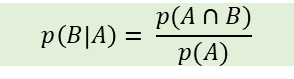 p(B|A) = p(A ∩ B) / p(A)